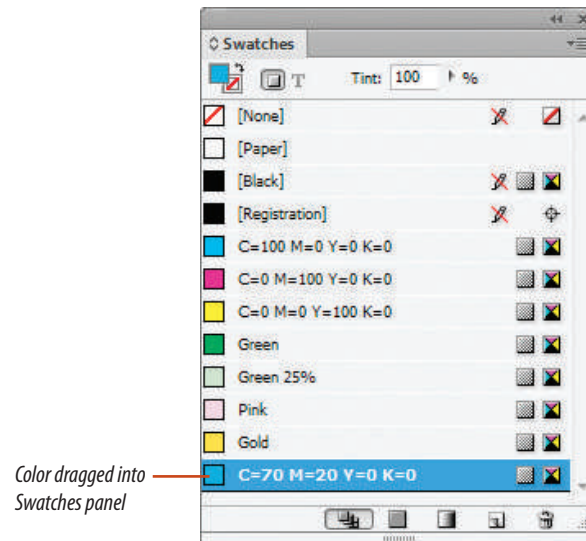 Swatches
T Tint: 100 %
[None]
[Paper]
[Black]
[Registration]
C=100 M=0 Y=0 K=0
C=0 M=100 Y=0 K=0
C=0 M=0 Y=100 K=0
Green
Green 25%
Pink
Gold
C=70 M=20 Y=0 K=0
Color dragged into
Swatches panel